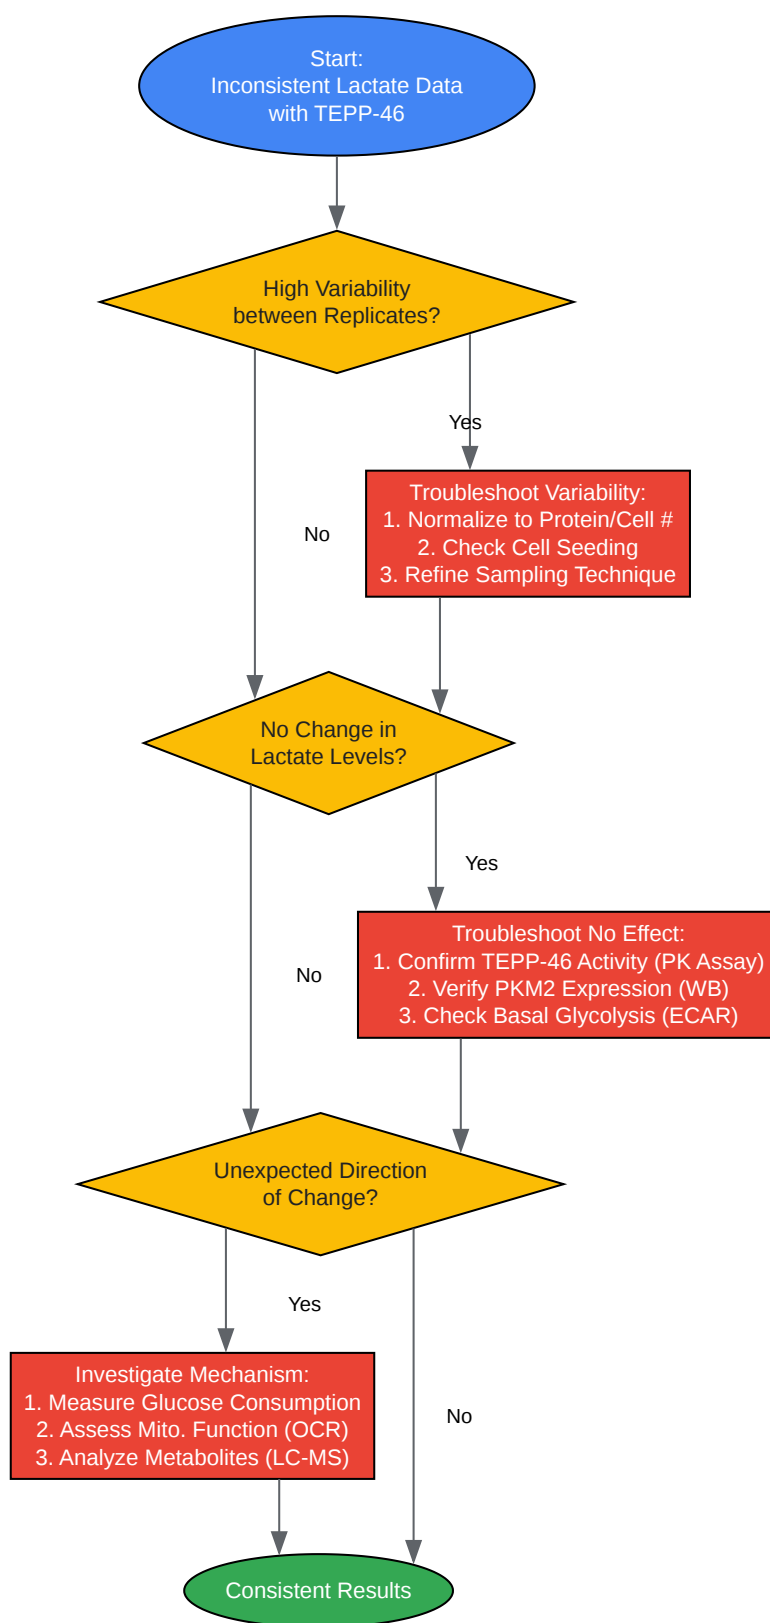 Start:
Inconsistent Lactate Data
with TEPP-46
High Variability
between Replicates?
Yes
Troubleshoot Variability:
1. Normalize to Protein/Cell #
2. Check Cell Seeding
3. Refine Sampling Technique
No
No Change in
Lactate Levels?
Yes
Troubleshoot No Effect:
1. Confirm TEPP-46 Activity (PK Assay)
2. Verify PKM2 Expression (WB)
3. Check Basal Glycolysis (ECAR)
No
Unexpected Direction
of Change?
Yes
Investigate Mechanism:
1. Measure Glucose Consumption
2. Assess Mito. Function (OCR)
3. Analyze Metabolites (LC-MS)
No
Consistent Results